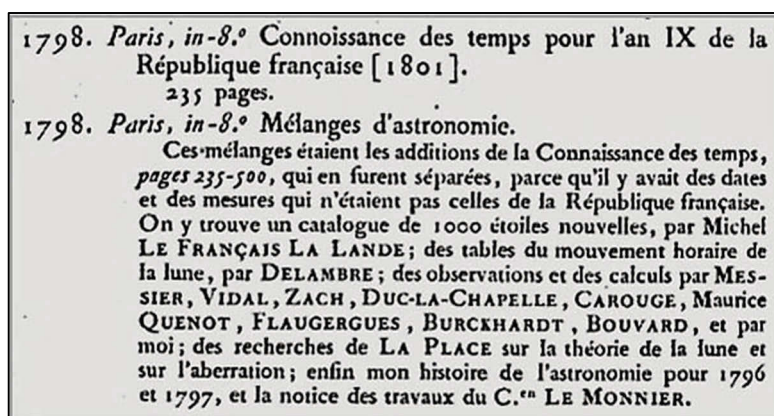 1798. Paris, in-8.º Connoissance des temps pour l'an IX de la
République française [1801].
235 pages.
1798. Paris, in-8.º Mélanges d'astronomie.
Ces mélanges étaient les additions de la Connaissance des temps,
pages 235-500, qui en furent séparées, parce qu'il y avait des dates
et des mesures qui n'étaient pas celles de la République française.
On y trouve un catalogue de 1000 étoiles nouvelles, par Michel
LE FRANÇAIS LA LANDE; des tables du mouvement horaire de
la lune, par DELAMBRE; des observations et des calculs par MES-
SIER, VIDAL, ZACH, DUC-LA-CHAPELLE, CAROUGE, Maurice
QUENOT, FLAUGERGUES, BURCKHARDT, BOUVARD, et par
moi; des recherches de LA PLACE sur la théorie de la lune et
sur l'aberration; enfin mon histoire de l'astronomie pour 1796
et 1797, et la notice des travaux du C.en LE MONNIER.